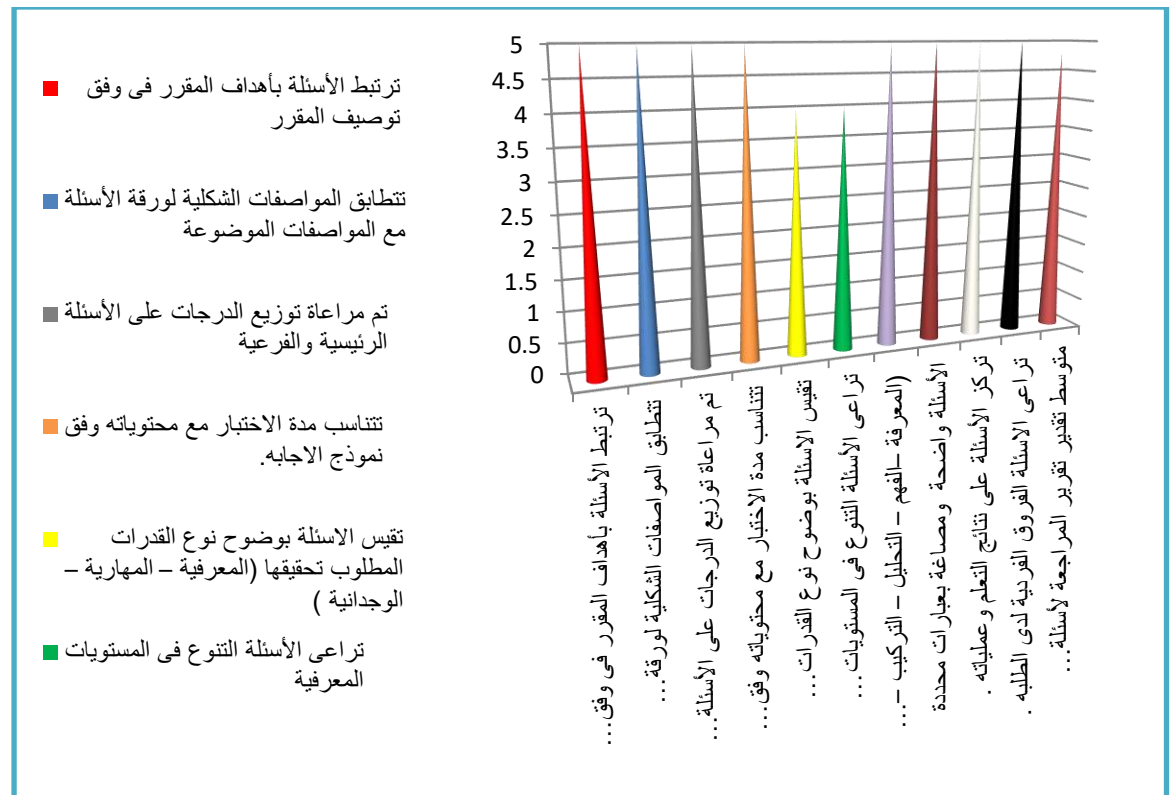 ترتبط الأسئلة بأهداف المقرر فى وفق
توصيف المقرر
تتطابق المواصفات الشكلية لورقة الأسئلة
مع المواصفات الموضوعة
تم مراعاة توزيع الدرجات على الأسئلة
الرئيسية والفرعية
تتناسب مدة الاختبار مع محتوياته وفق
نموذج الاجابه.
تقيس الاسئلة بوضوح نوع القدرات
المطلوب تحقيقها (المعرفية – المهارية –
الوجدانية )
تراعى الأسئلة التنوع فى المستويات
المعرفية
5
4.5
4
3.5
3
2.5
2
1.5
1
0.5
0
ترتبط الأسئلة بأهداف المقرر فى وفق...
تتطابق المواصفات الشكلية لورقة...
تم مراعاة توزيع الدرجات على الأسئلة...
تتناسب مدة الاختبار مع محتوياته وفق...
تقيس الاسئلة بوضوح نوع القدرات...
تراعى الأسئلة التنوع فى المستويات...
(المعرفة –الفهم – التحليل – التركيب –...
الأسئلة واضحة ومصاغة بعبارات محددة
تركز الأسئلة على نتائج التعلم وعملياته .
تراعى الاسئلة الفروق الفردية لدى الطلبه .
متوسط تقدير تقرير المراجعة لأسئلة...